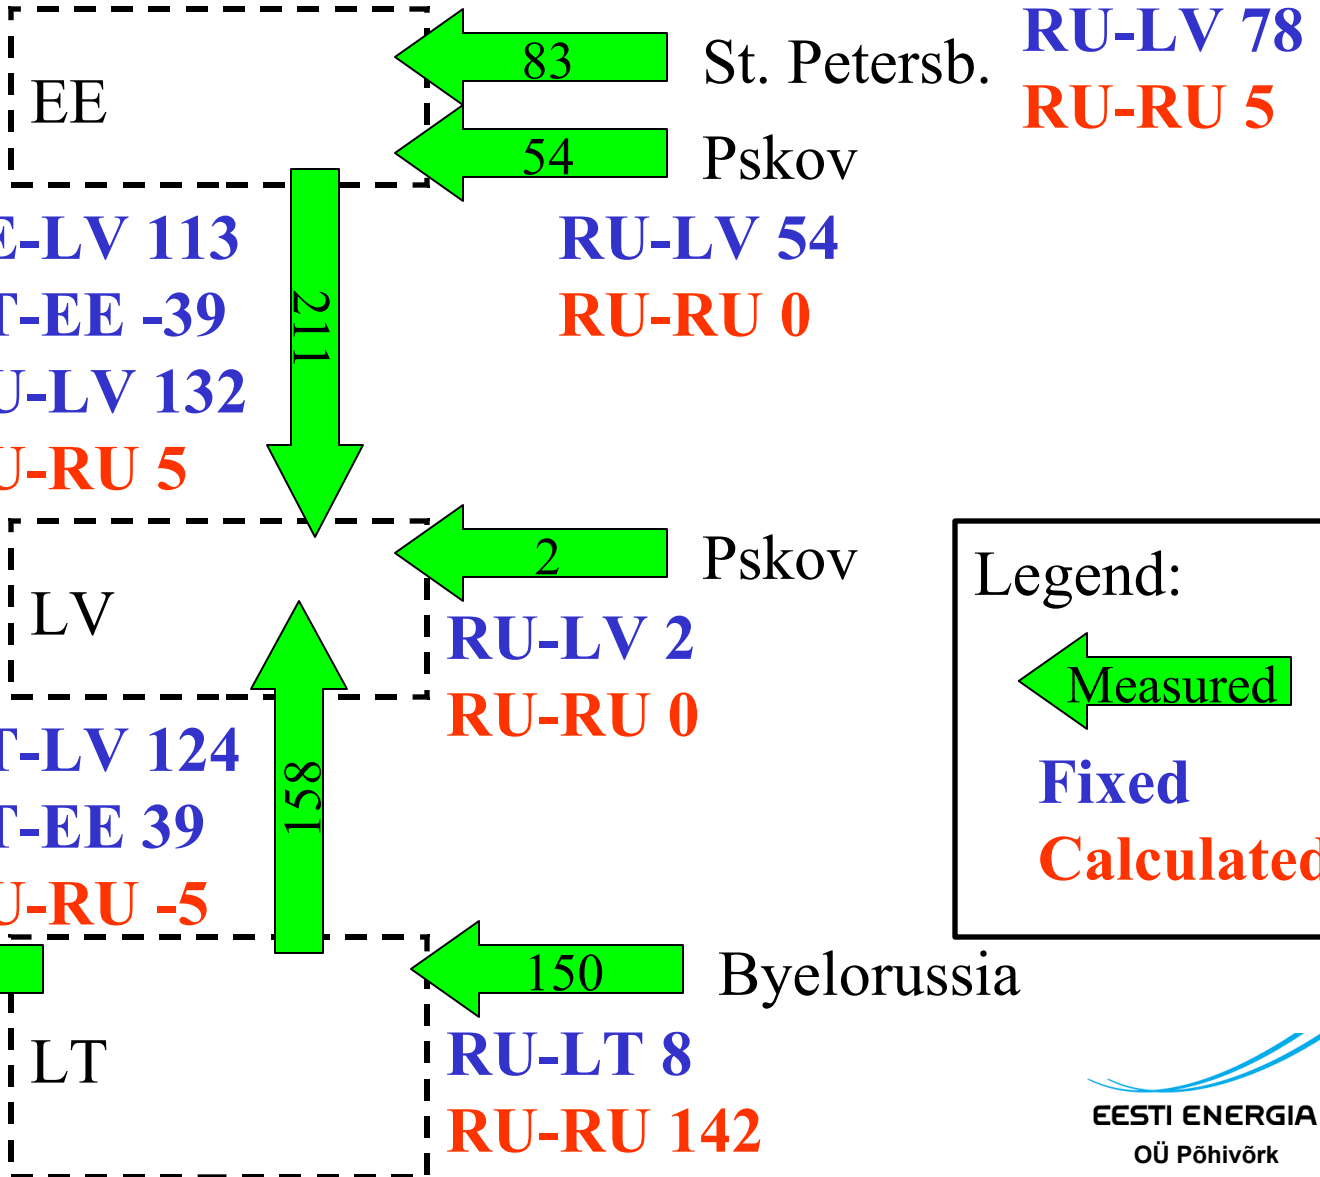 RU-LV 78
83
St. Petersb.
EE
RU-RU 5
54
Pskov
E-LV 113
RU-LV 54
T-EE -39
211
RU-RU 0
U-LV 132
U-RU 5
2
Pskov
Legend:
LV
RU-LV 2
Measured
RU-RU 0
T-LV 124
158
Fixed
T-EE 39
Calculated
U-RU -5
150
Byelorussia
LT
RU-LT 8
RU-RU 142
EESTI ENERGIA
OÜ Põhivõrk